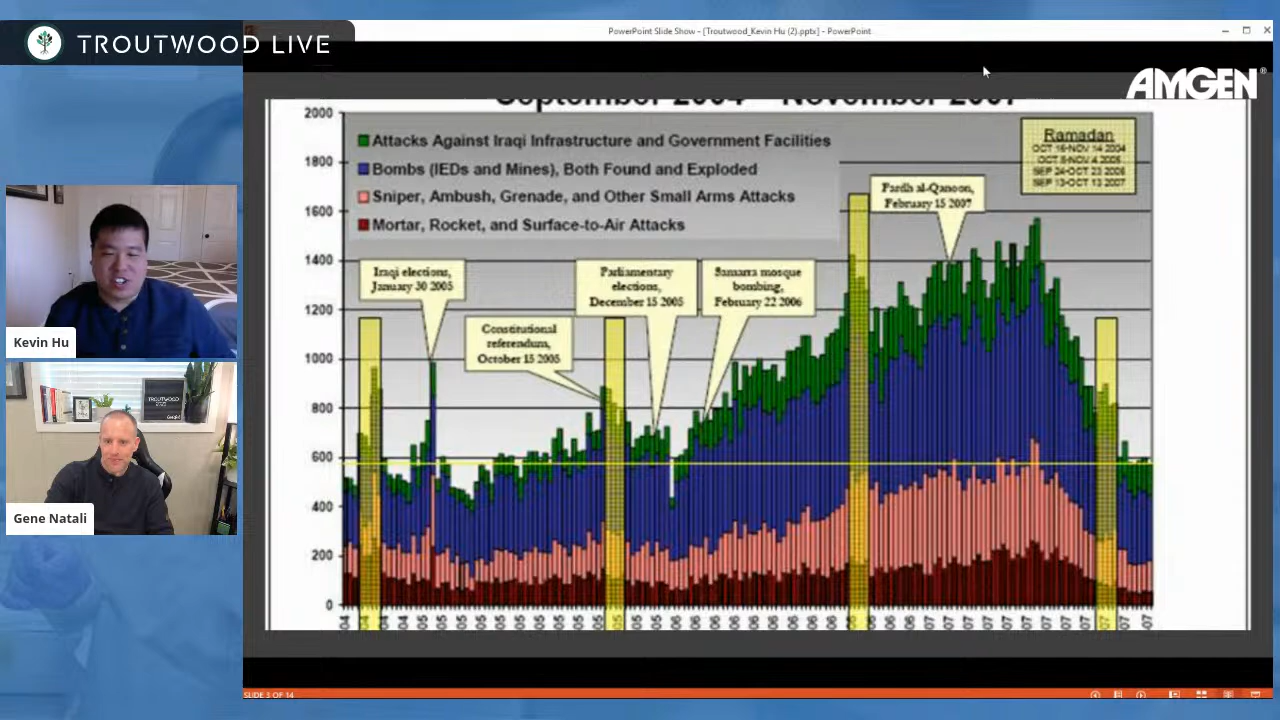 TROUTWOOD LIVE
PowerPoint Slide Show - [Troutwood_Kevin Hu (2).pptx] - PowerPoint
AMGEN®
September 2004 – November 2007
2000
1800
1600
1400
1200
1000
800
600
400
200
0
Attacks Against Iraqi Infrastructure and Government Facilities
Bombs (IEDs and Mines), Both Found and Exploded
Sniper, Ambush, Grenade, and Other Small Arms Attacks
Mortar, Rocket, and Surface-to-Air Attacks
Ramadan
OCT 16-NOV 14 2004
OCT 5-NOV 4 2005
SEP 24-OCT 23 2006
SEP 13-OCT 13 2007
Fardh al-Qanoon,
February 15 2007
Iraqi elections,
January 30 2005
Parliamentary
elections,
December 15 2005
Samarra mosque
bombing,
February 22 2006
Constitutional
referendum,
October 15 2005
Kevin Hu
TROUTWOOD
Gene Natali
SLIDE 3 OF 14